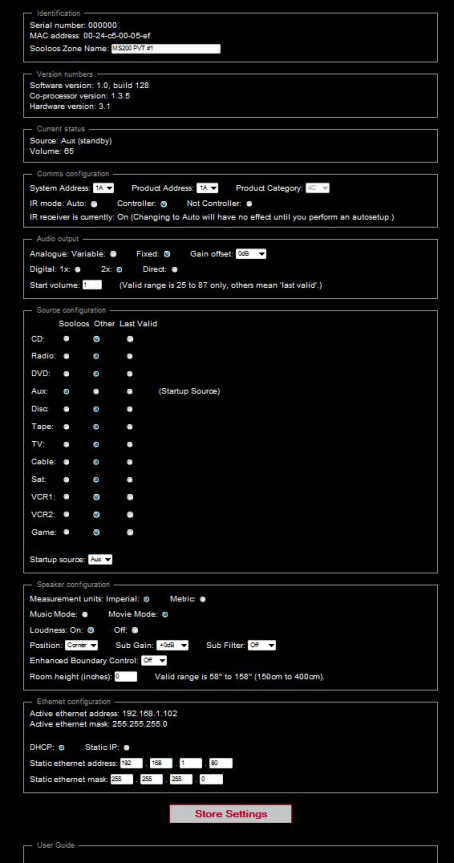 Identification
Serial number: 000000
MAC address: 00-24-c5-00-05-ef
Sooloos Zone Name: MS200 PVT #1
Version numbers
Software version: 1.0, build 128
Co-processor version: 1.3.5
Hardware version: 3.1
Current status
Source: Aux (standby)
Volume: 65
Comms configuration
System Address: 1A Product Address: 1A Product Category: #C
IR mode: Auto: Controller: Not Controller:
IR receiver is currently: On (Changing to Auto will have no effect until you perform an autosetup.)
Audio output
Analogue: Variable: Fixed: Gain offset: 0dB
Digital: 1x: 2x: Direct:
Start volume: 1 (Valid range is 25 to 87 only, others mean 'last valid'.)
Source configuration
Sooloos Other Last Valid
CD:
Radio:
DVD:
Aux: (Startup Source)
Disc:
Tape:
TV:
Cable:
Sat:
VCR1:
VCR2:
Game:
Startup source: Aux
Speaker configuration
Measurement units: Imperial: Metric:
Music Mode: Movie Mode:
Loudness: On: Off:
Position: Corner Sub Gain: +0dB Sub Filter: Off
Enhanced Boundary Control: Off
Room height (inches): 0 Valid range is 58" to 158" (150cm to 400cm).
Ethernet configuration
Active ethernet address: 192.168.1.102
Active ethernet mask: 255.255.255.0
DHCP: Static IP:
Static ethernet address: 192 . 168 . 1 . 80
Static ethernet mask: 255 . 255 . 255 . 0
Store Settings
User Guide